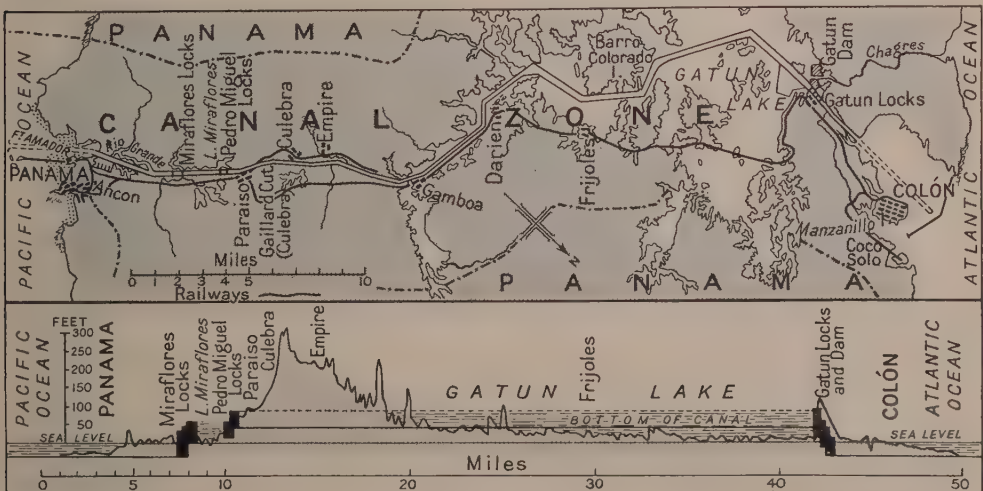 PANAMA
CANAL ZONE
PACIFIC OCEAN
FT AMADOR
Rio Grande
PANAMA
Ancon
Miraflores Locks
L. Miraflores
Pedro Miguel
Locks
Paraiso
Gaillard Cut
(Culebra)
Culebra
Empire
Gamboa
Darien
Barro
Colorado I.
Frijoles
GATUN
LAKE
Gatun
Dam
Chagres
Gatun Locks
COLÓN
Manzanillo
Coco
Solo
ATLANTIC OCEAN
N
PANAMA
Miles
0 1 2 3 4 5 10
Railways
PACIFIC
OCEAN
FEET
300
250
200
150
100
50
SEA LEVEL
PANAMA
Miraflores
Locks
L. Miraflores
Pedro Miguel
Locks
Paraiso
Culebra
Empire
GATUN LAKE
Frijoles
BOTTOM OF CANAL
Gatun Locks
and Dam
COLÓN
ATLANTIC
OCEAN
SEA LEVEL
Miles
0 5 10 20 30 40 50